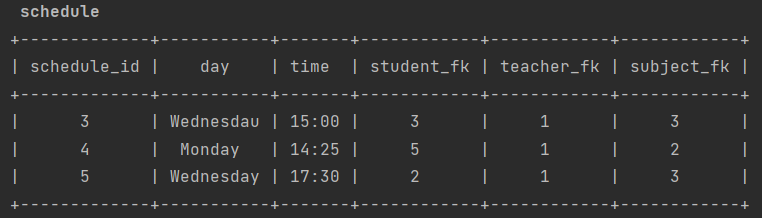 schedule
+-------------+-----------+-------+------------+------------+------------+
| schedule_id |    day    | time  | student_fk | teacher_fk | subject_fk |
+-------------+-----------+-------+------------+------------+------------+
|      3      | Wednesdau | 15:00 |     3      |     1      |     3      |
|      4      |  Monday   | 14:25 |     5      |     1      |     2      |
|      5      | Wednesday | 17:30 |     2      |     1      |     3      |
+-------------+-----------+-------+------------+------------+------------+